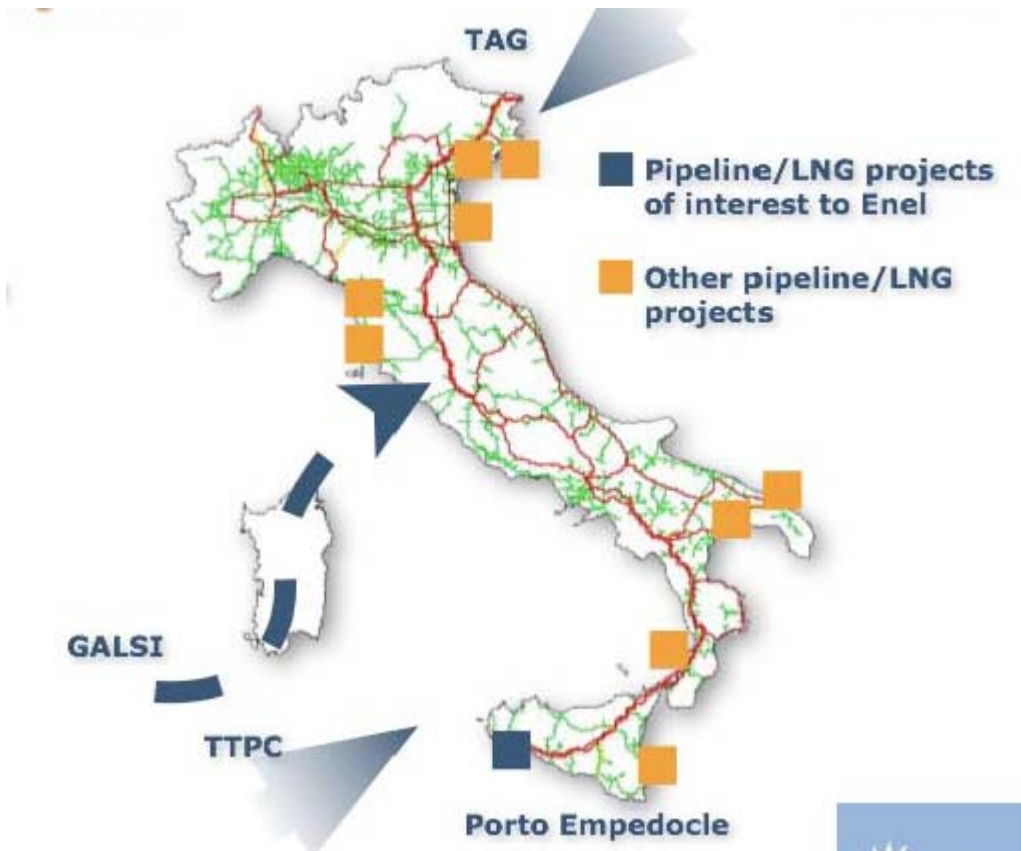 TAG
Pipeline/LNG projects
of interest to Enel
Other pipeline/LNG
projects
GALSI
TTPC
Porto Empedocle